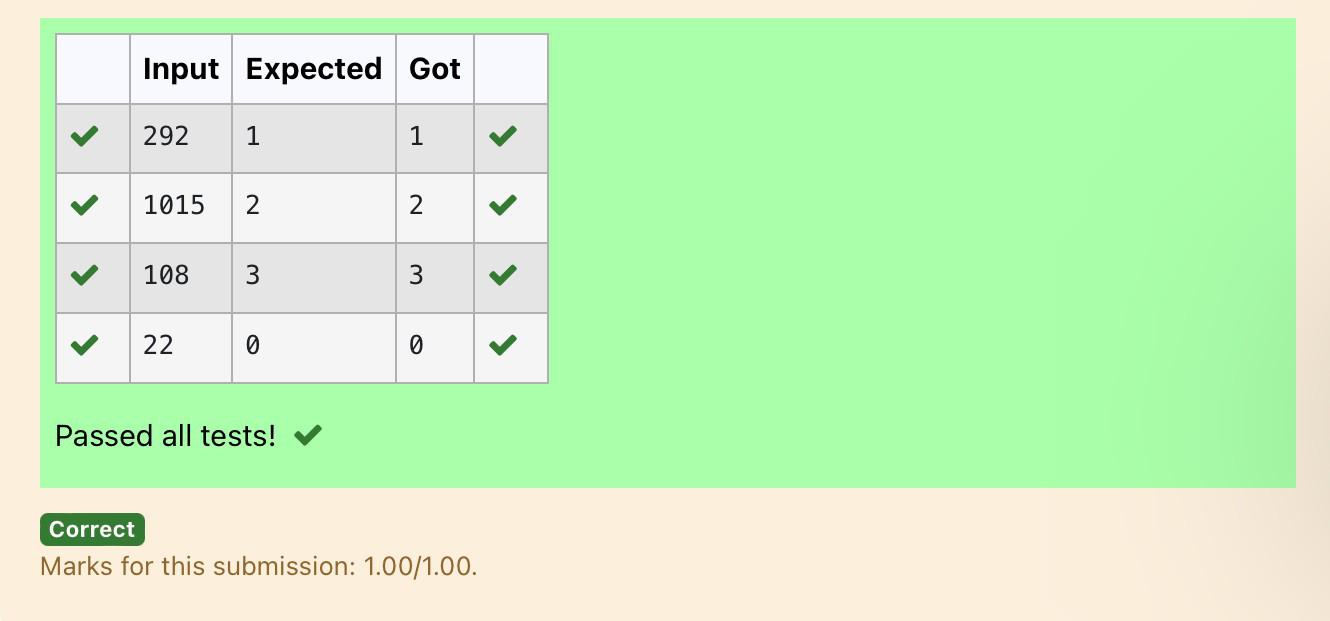 Input Expected Got
292 1 1
1015 2 2
108 3 3
22 0 0
Passed all tests!
Correct
Marks for this submission: 1.00/1.00.